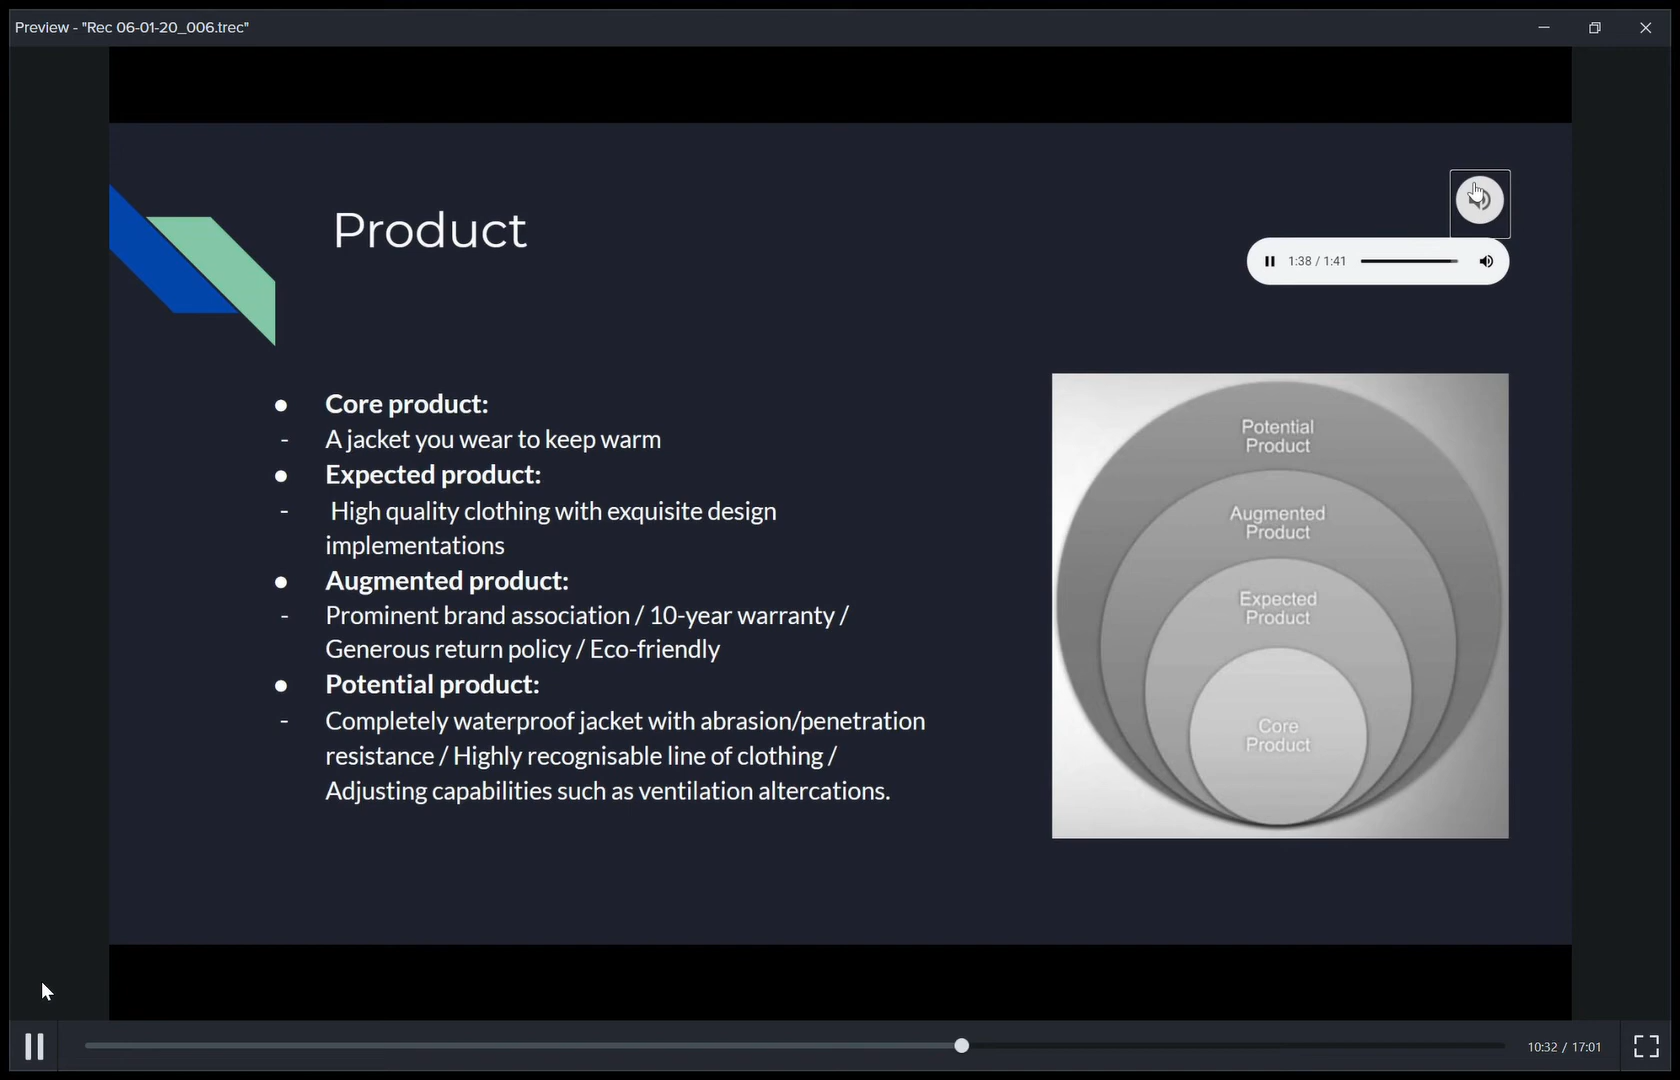 Preview - "Rec 06-01-20_006.trec"
Product
1:38 / 1:41
● Core product:
- A jacket you wear to keep warm
● Expected product:
- High quality clothing with exquisite design
implementations
● Augmented product:
- Prominent brand association / 10-year warranty /
Generous return policy / Eco-friendly
● Potential product:
- Completely waterproof jacket with abrasion/penetration
resistance / Highly recognisable line of clothing /
Adjusting capabilities such as ventilation altercations.
Potential
Product
Augmented
Product
Expected
Product
Core
Product
10:32 / 17:01